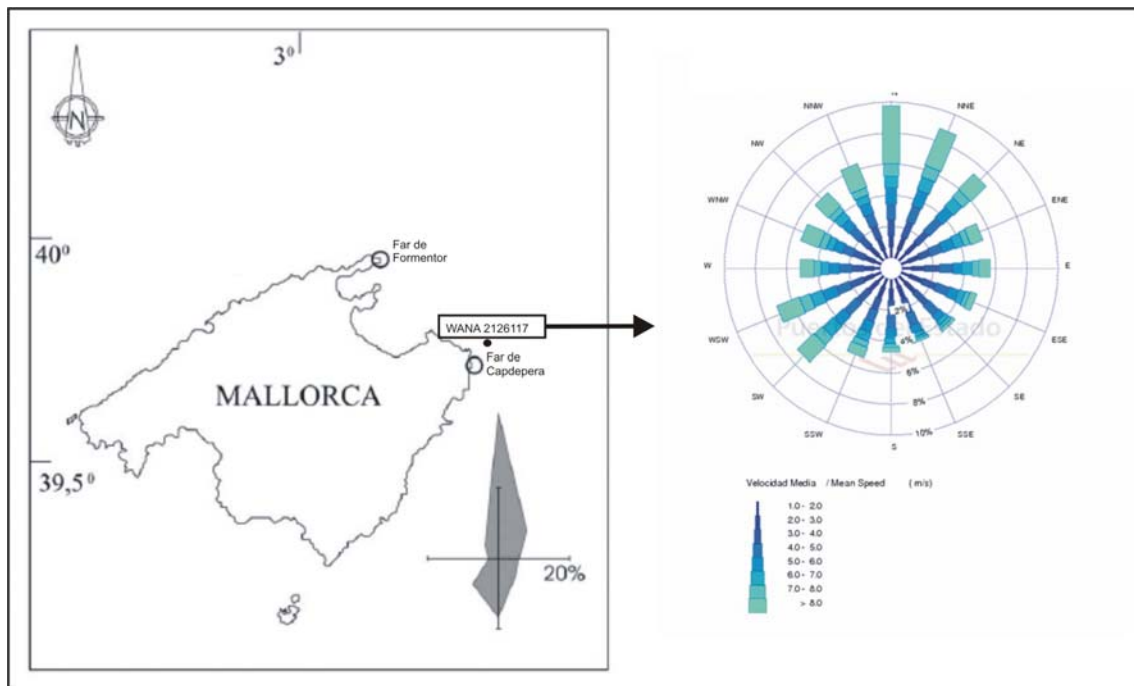 3⁰
N
40⁰
Far de
Formentor
WANA 2126117
Far de
Capdepera
MALLORCA
39,5⁰
20%
N
NNE
NE
ENE
E
ESE
SE
SSE
S
SSW
SW
WSW
W
WNW
NW
NNW
2%
4%
6%
8%
10%
Velocidad Media / Mean Speed (m/s)
1.0 - 2.0
2.0 - 3.0
3.0 - 4.0
4.0 - 5.0
5.0 - 6.0
6.0 - 7.0
7.0 - 8.0
> 8.0